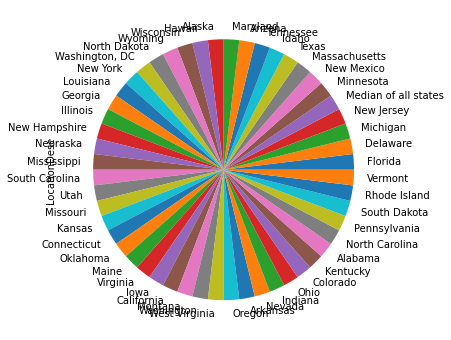 Alaska
Maryland
Hawaii
Arizona
Wisconsin
Tennessee
Wyoming
Idaho
North Dakota
Texas
Washington, DC
Massachusetts
New York
New Mexico
Louisiana
Minnesota
Georgia
Median of all states
Illinois
New Jersey
New Hampshire
Michigan
Nebraska
Delaware
Mississippi
Florida
LocationDesc
South Carolina
Vermont
Utah
Rhode Island
Missouri
South Dakota
Kansas
Pennsylvania
Connecticut
North Carolina
Oklahoma
Alabama
Maine
Kentucky
Virginia
Colorado
Iowa
Ohio
California
Indiana
Montana
Nevada
Washington
Arkansas
West Virginia
Oregon